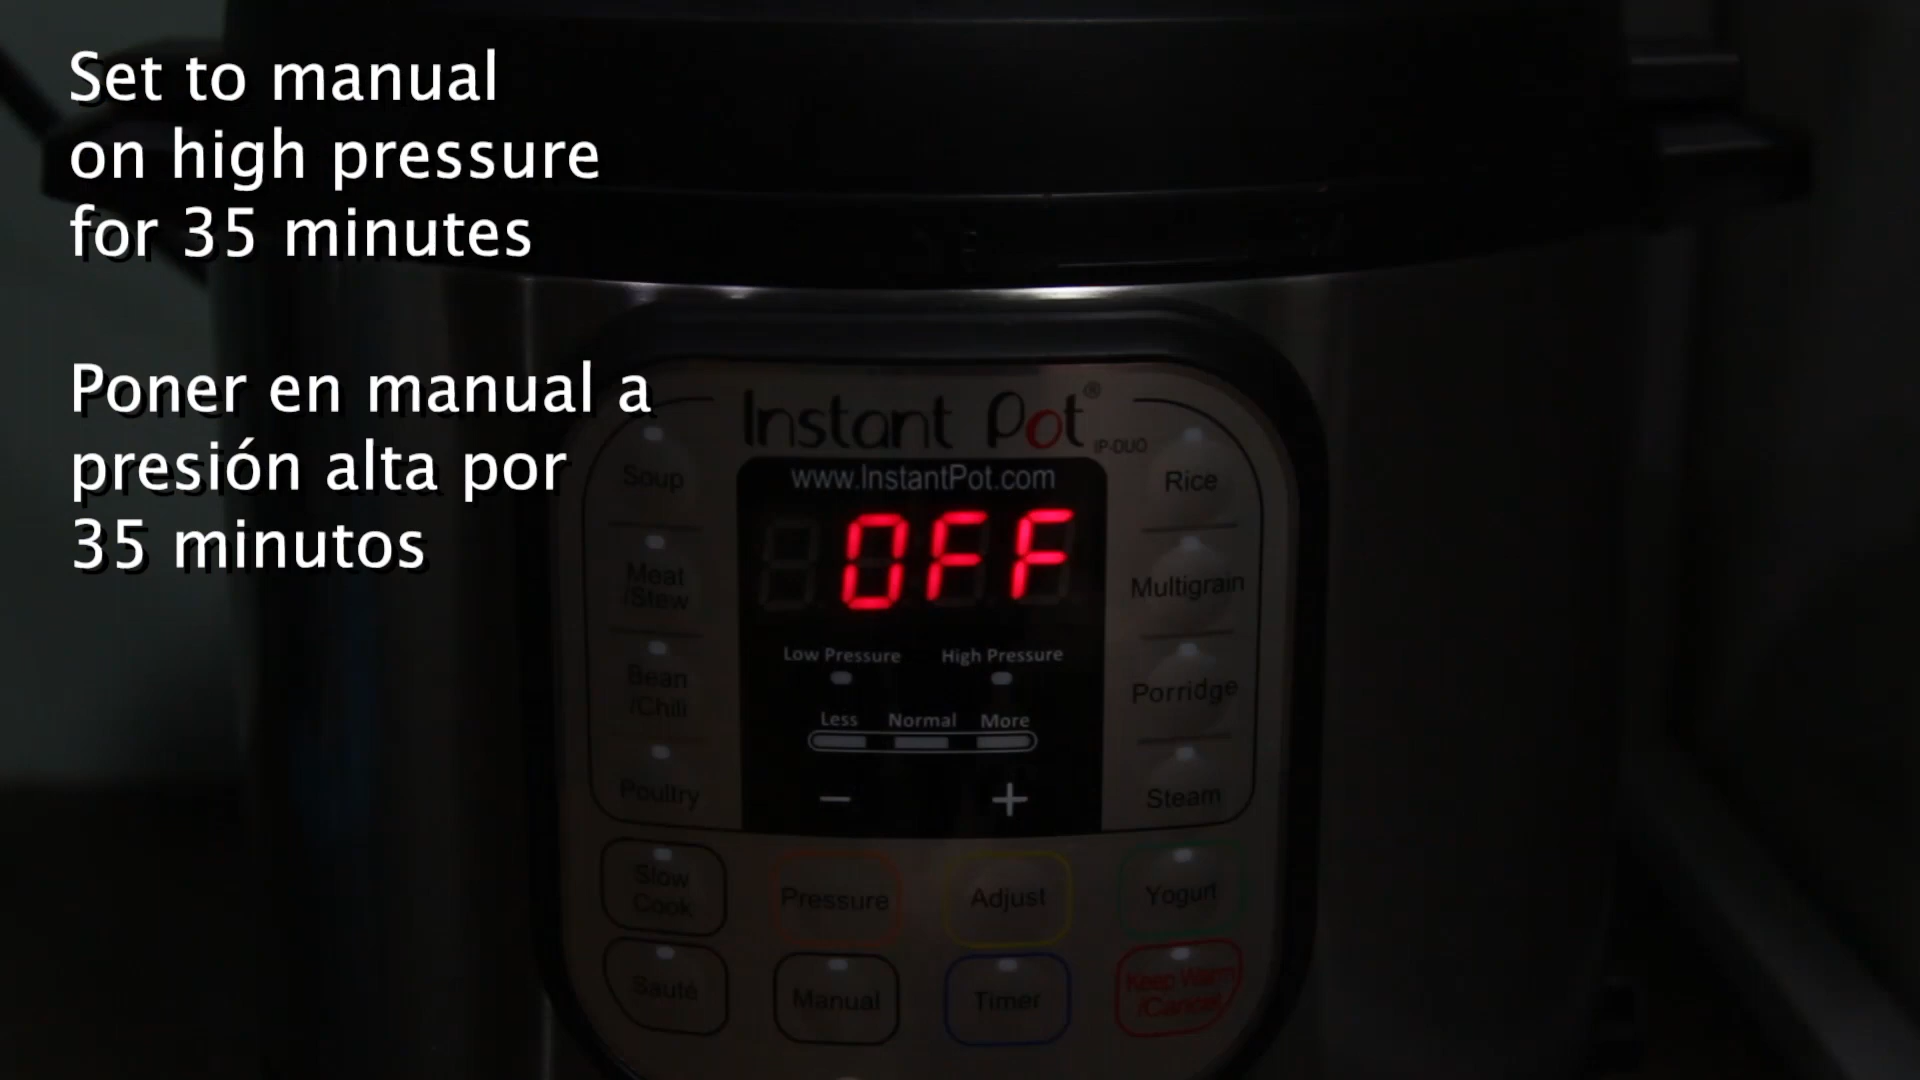 Set to manual
on high pressure
for 35 minutes
Poner en manual a
presión alta por
35 minutos
Instant Pot®
IP-DUO
www.InstantPot.com
OFF
Low Pressure High Pressure
Less Normal More
− +
Soup
Meat
/Stew
Bean
/Chili
Poultry
Rice
Multigrain
Porridge
Steam
Slow
Cook
Pressure
Adjust
Yogurt
Sauté
Manual
Timer
Keep Warm
/Cancel